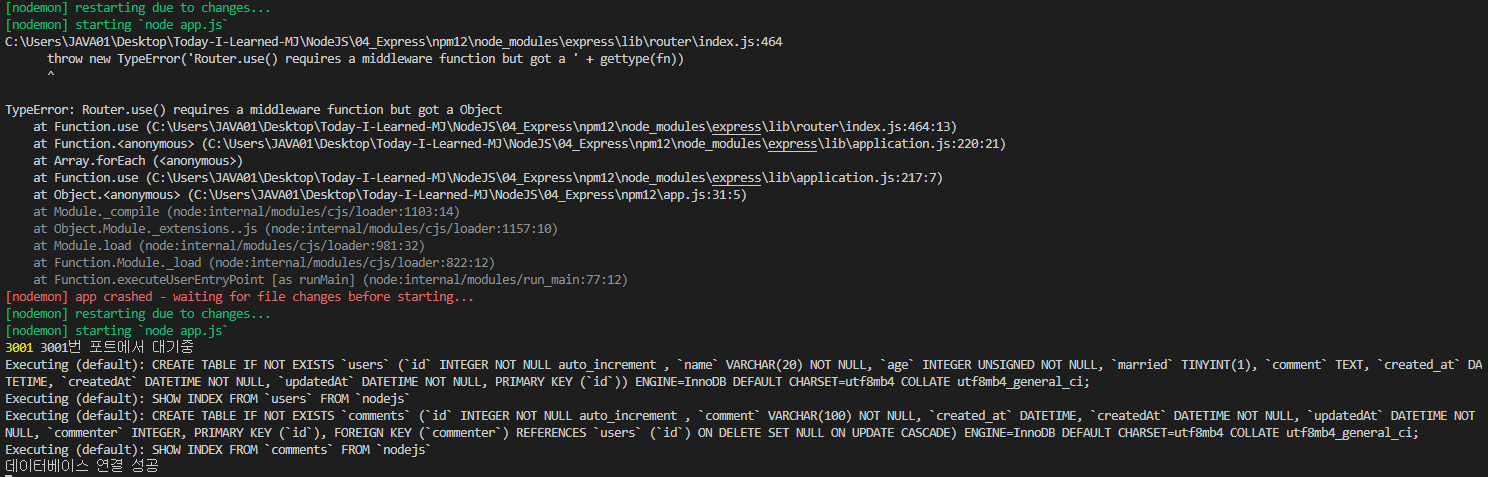 [nodemon] restarting due to changes...
[nodemon] starting `node app.js`
C:\Users\JAVA01\Desktop\Today-I-Learned-MJ\NodeJS\04_Express\npm12\node_modules\express\lib\router\index.js:464
      throw new TypeError('Router.use() requires a middleware function but got a ' + gettype(fn))
      ^
TypeError: Router.use() requires a middleware function but got a Object
    at Function.use (C:\Users\JAVA01\Desktop\Today-I-Learned-MJ\NodeJS\04_Express\npm12\node_modules\express\lib\router\index.js:464:13)
    at Function.<anonymous> (C:\Users\JAVA01\Desktop\Today-I-Learned-MJ\NodeJS\04_Express\npm12\node_modules\express\lib\application.js:220:21)
    at Array.forEach (<anonymous>)
    at Function.use (C:\Users\JAVA01\Desktop\Today-I-Learned-MJ\NodeJS\04_Express\npm12\node_modules\express\lib\application.js:217:7)
    at Object.<anonymous> (C:\Users\JAVA01\Desktop\Today-I-Learned-MJ\NodeJS\04_Express\npm12\app.js:31:5)
    at Module._compile (node:internal/modules/cjs/loader:1103:14)
    at Object.Module._extensions..js (node:internal/modules/cjs/loader:1157:10)
    at Module.load (node:internal/modules/cjs/loader:981:32)
    at Function.Module._load (node:internal/modules/cjs/loader:822:12)
    at Function.executeUserEntryPoint [as runMain] (node:internal/modules/run_main:77:12)
[nodemon] app crashed - waiting for file changes before starting...
[nodemon] restarting due to changes...
[nodemon] starting `node app.js`
3001 3001번 포트에서 대기중
Executing (default): CREATE TABLE IF NOT EXISTS `users` (`id` INTEGER NOT NULL auto_increment , `name` VARCHAR(20) NOT NULL, `age` INTEGER UNSIGNED NOT NULL, `married` TINYINT(1), `comment` TEXT, `created_at` DA
TETIME, `createdAt` DATETIME NOT NULL, `updatedAt` DATETIME NOT NULL, PRIMARY KEY (`id`)) ENGINE=InnoDB DEFAULT CHARSET=utf8mb4 COLLATE utf8mb4_general_ci;
Executing (default): SHOW INDEX FROM `users` FROM `nodejs`
Executing (default): CREATE TABLE IF NOT EXISTS `comments` (`id` INTEGER NOT NULL auto_increment , `comment` VARCHAR(100) NOT NULL, `created_at` DATETIME, `createdAt` DATETIME NOT NULL, `updatedAt` DATETIME NOT
NULL, `commenter` INTEGER, PRIMARY KEY (`id`), FOREIGN KEY (`commenter`) REFERENCES `users` (`id`) ON DELETE SET NULL ON UPDATE CASCADE) ENGINE=InnoDB DEFAULT CHARSET=utf8mb4 COLLATE utf8mb4_general_ci;
Executing (default): SHOW INDEX FROM `comments` FROM `nodejs`
데이터베이스 연결 성공